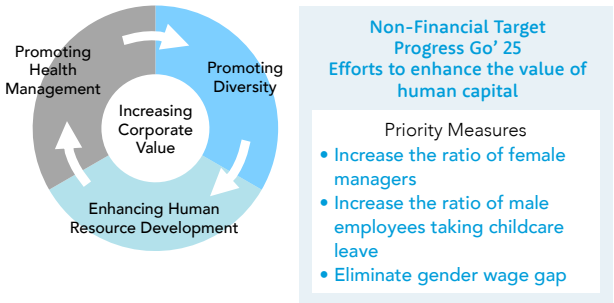 Promoting
Health
Management
Promoting
Diversity
Increasing
Corporate
Value
Enhancing Human
Resource Development
Non-Financial Target
Progress Go’ 25
Efforts to enhance the value of
human capital
Priority Measures
• Increase the ratio of female
managers
• Increase the ratio of male
employees taking childcare
leave
• Eliminate gender wage gap